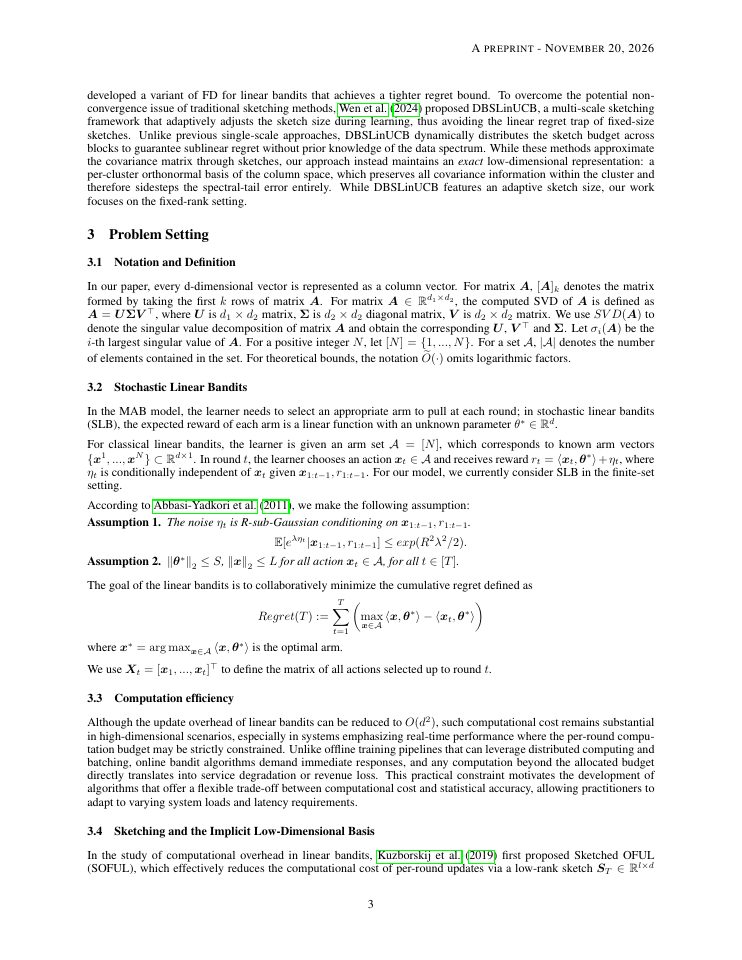 A PREPRINT - NOVEMBER 20, 2026
developed a variant of FD for linear bandits that achieves a tighter regret bound. To overcome the potential non-
convergence issue of traditional sketching methods, Wen et al. (2024) proposed DBSLinUCB, a multi-scale sketching
framework that adaptively adjusts the sketch size during learning, thus avoiding the linear regret trap of fixed-size
sketches. Unlike previous single-scale approaches, DBSLinUCB dynamically distributes the sketch budget across
blocks to guarantee sublinear regret without prior knowledge of the data spectrum. While these methods approximate
the covariance matrix through sketches, our approach instead maintains an exact low-dimensional representation: a
per-cluster orthonormal basis of the column space, which preserves all covariance information within the cluster and
therefore sidesteps the spectral-tail error entirely. While DBSLinUCB features an adaptive sketch size, our work
focuses on the fixed-rank setting.
3 Problem Setting
3.1 Notation and Definition
In our paper, every d-dimensional vector is represented as a column vector. For matrix A, [A]_k denotes the matrix
formed by taking the first k rows of matrix A. For matrix A ∈ ℝ^{d_1×d_2}, the computed SVD of A is defined as
A = UΣV^⊤, where U is d_1 × d_2 matrix, Σ is d_2 × d_2 diagonal matrix, V is d_2 × d_2 matrix. We use SVD(A) to
denote the singular value decomposition of matrix A and obtain the corresponding U, V^⊤ and Σ. Let σ_i(A) be the
i-th largest singular value of A. For a positive integer N, let [N] = {1, ..., N}. For a set 𝒜, |𝒜| denotes the number
of elements contained in the set. For theoretical bounds, the notation Õ(·) omits logarithmic factors.
3.2 Stochastic Linear Bandits
In the MAB model, the learner needs to select an appropriate arm to pull at each round; in stochastic linear bandits
(SLB), the expected reward of each arm is a linear function with an unknown parameter θ* ∈ ℝ^d.
For classical linear bandits, the learner is given an arm set 𝒜 = [N], which corresponds to known arm vectors
{x^1, ..., x^N} ⊂ ℝ^{d×1}. In round t, the learner chooses an action x_t ∈ 𝒜 and receives reward r_t = ⟨x_t, θ*⟩ + η_t, where
η_t is conditionally independent of x_t given x_{1:t−1}, r_{1:t−1}. For our model, we currently consider SLB in the finite-set
setting.
According to Abbasi-Yadkori et al. (2011), we make the following assumption:
Assumption 1. The noise η_t is R-sub-Gaussian conditioning on x_{1:t−1}, r_{1:t−1}.
𝔼[e^{λη_t}|x_{1:t−1}, r_{1:t−1}] ≤ exp(R²λ²/2).
Assumption 2. ‖θ*‖_2 ≤ S, ‖x‖_2 ≤ L for all action x_t ∈ 𝒜, for all t ∈ [T].
The goal of the linear bandits is to collaboratively minimize the cumulative regret defined as
Regret(T) := ∑_{t=1}^{T} (max_{x∈𝒜} ⟨x, θ*⟩ − ⟨x_t, θ*⟩)
where x* = arg max_{x∈𝒜} ⟨x, θ*⟩ is the optimal arm.
We use X_t = [x_1, ..., x_t]^⊤ to define the matrix of all actions selected up to round t.
3.3 Computation efficiency
Although the update overhead of linear bandits can be reduced to O(d²), such computational cost remains substantial
in high-dimensional scenarios, especially in systems emphasizing real-time performance where the per-round compu-
tation budget may be strictly constrained. Unlike offline training pipelines that can leverage distributed computing and
batching, online bandit algorithms demand immediate responses, and any computation beyond the allocated budget
directly translates into service degradation or revenue loss. This practical constraint motivates the development of
algorithms that offer a flexible trade-off between computational cost and statistical accuracy, allowing practitioners to
adapt to varying system loads and latency requirements.
3.4 Sketching and the Implicit Low-Dimensional Basis
In the study of computational overhead in linear bandits, Kuzborskij et al. (2019) first proposed Sketched OFUL
(SOFUL), which effectively reduces the computational cost of per-round updates via a low-rank sketch S_T ∈ ℝ^{l×d}
3